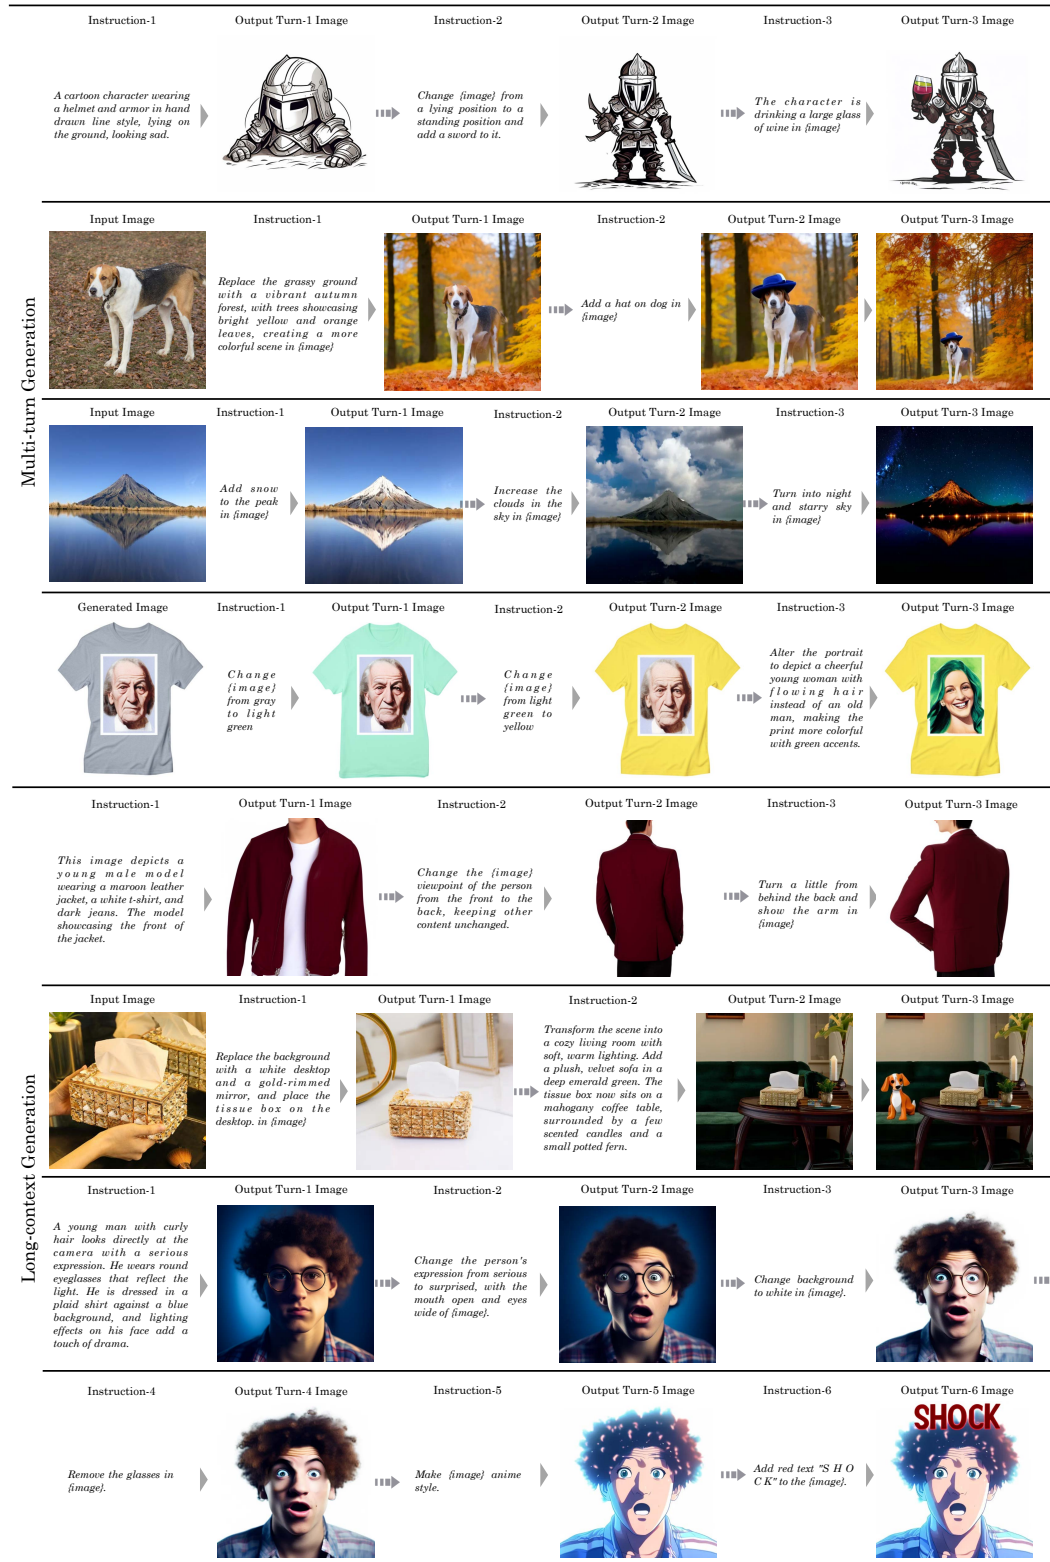 Instruction-1
Output Turn-1 Image
Instruction-2
Output Turn-2 Image
Instruction-3
Output Turn-3 Image
A cartoon character wearing
a helmet and armor in hand
drawn line style, lying on
the ground, looking sad.
Change {image} from
a lying position to a
standing position and
add a sword to it.
The character is
drinking a large glass
of wine in {image}
Multi-turn Generation
Input Image
Instruction-1
Output Turn-1 Image
Instruction-2
Output Turn-2 Image
Output Turn-3 Image
Replace the grassy ground
with a vibrant autumn
forest, with trees showcasing
bright yellow and orange
leaves, creating a more
colorful scene in {image}
Add a hat on dog in
{image}
Input Image
Instruction-1
Output Turn-1 Image
Instruction-2
Output Turn-2 Image
Instruction-3
Output Turn-3 Image
Add snow
to the peak
in {image}
Increase the
clouds in the
sky in {image}
Turn into night
and starry sky
in {image}
Generated Image
Instruction-1
Output Turn-1 Image
Instruction-2
Output Turn-2 Image
Instruction-3
Output Turn-3 Image
Change
{image}
from gray
to light
green
Change
{image}
from light
green to
yellow
Alter the portrait
to depict a cheerful
young woman with
flowing hair
instead of an old
man, making the
print more colorful
with green accents.
Long-context Generation
Instruction-1
Output Turn-1 Image
Instruction-2
Output Turn-2 Image
Instruction-3
Output Turn-3 Image
This image depicts a
young male model
wearing a maroon leather
jacket, a white t-shirt, and
dark jeans. The model
showcasing the front of
the jacket.
Change the {image}
viewpoint of the person
from the front to the
back, keeping other
content unchanged.
Turn a little from
behind the back and
show the arm in
{image}
Input Image
Instruction-1
Output Turn-1 Image
Instruction-2
Output Turn-2 Image
Output Turn-3 Image
Replace the background
with a white desktop
and a gold-rimmed
mirror, and place the
tissue box on the
desktop. in {image}
Transform the scene into
a cozy living room with
soft, warm lighting. Add
a plush, velvet sofa in a
deep emerald green. The
tissue box now sits on a
mahogany coffee table,
surrounded by a few
scented candles and a
small potted fern.
Instruction-1
Output Turn-1 Image
Instruction-2
Output Turn-2 Image
Instruction-3
Output Turn-3 Image
A young man with curly
hair looks directly at the
camera with a serious
expression. He wears round
eyeglasses that reflect the
light. He is dressed in a
plaid shirt against a blue
background, and lighting
effects on his face add a
touch of drama.
Change the person's
expression from serious
to surprised, with the
mouth open and eyes
wide of {image}.
Change background
to white in {image}.
Instruction-4
Output Turn-4 Image
Instruction-5
Output Turn-5 Image
Instruction-6
Output Turn-6 Image
Remove the glasses in
{image}.
Make {image} anime
style.
Add red text "S H O
C K" to the {image}.
SHOCK